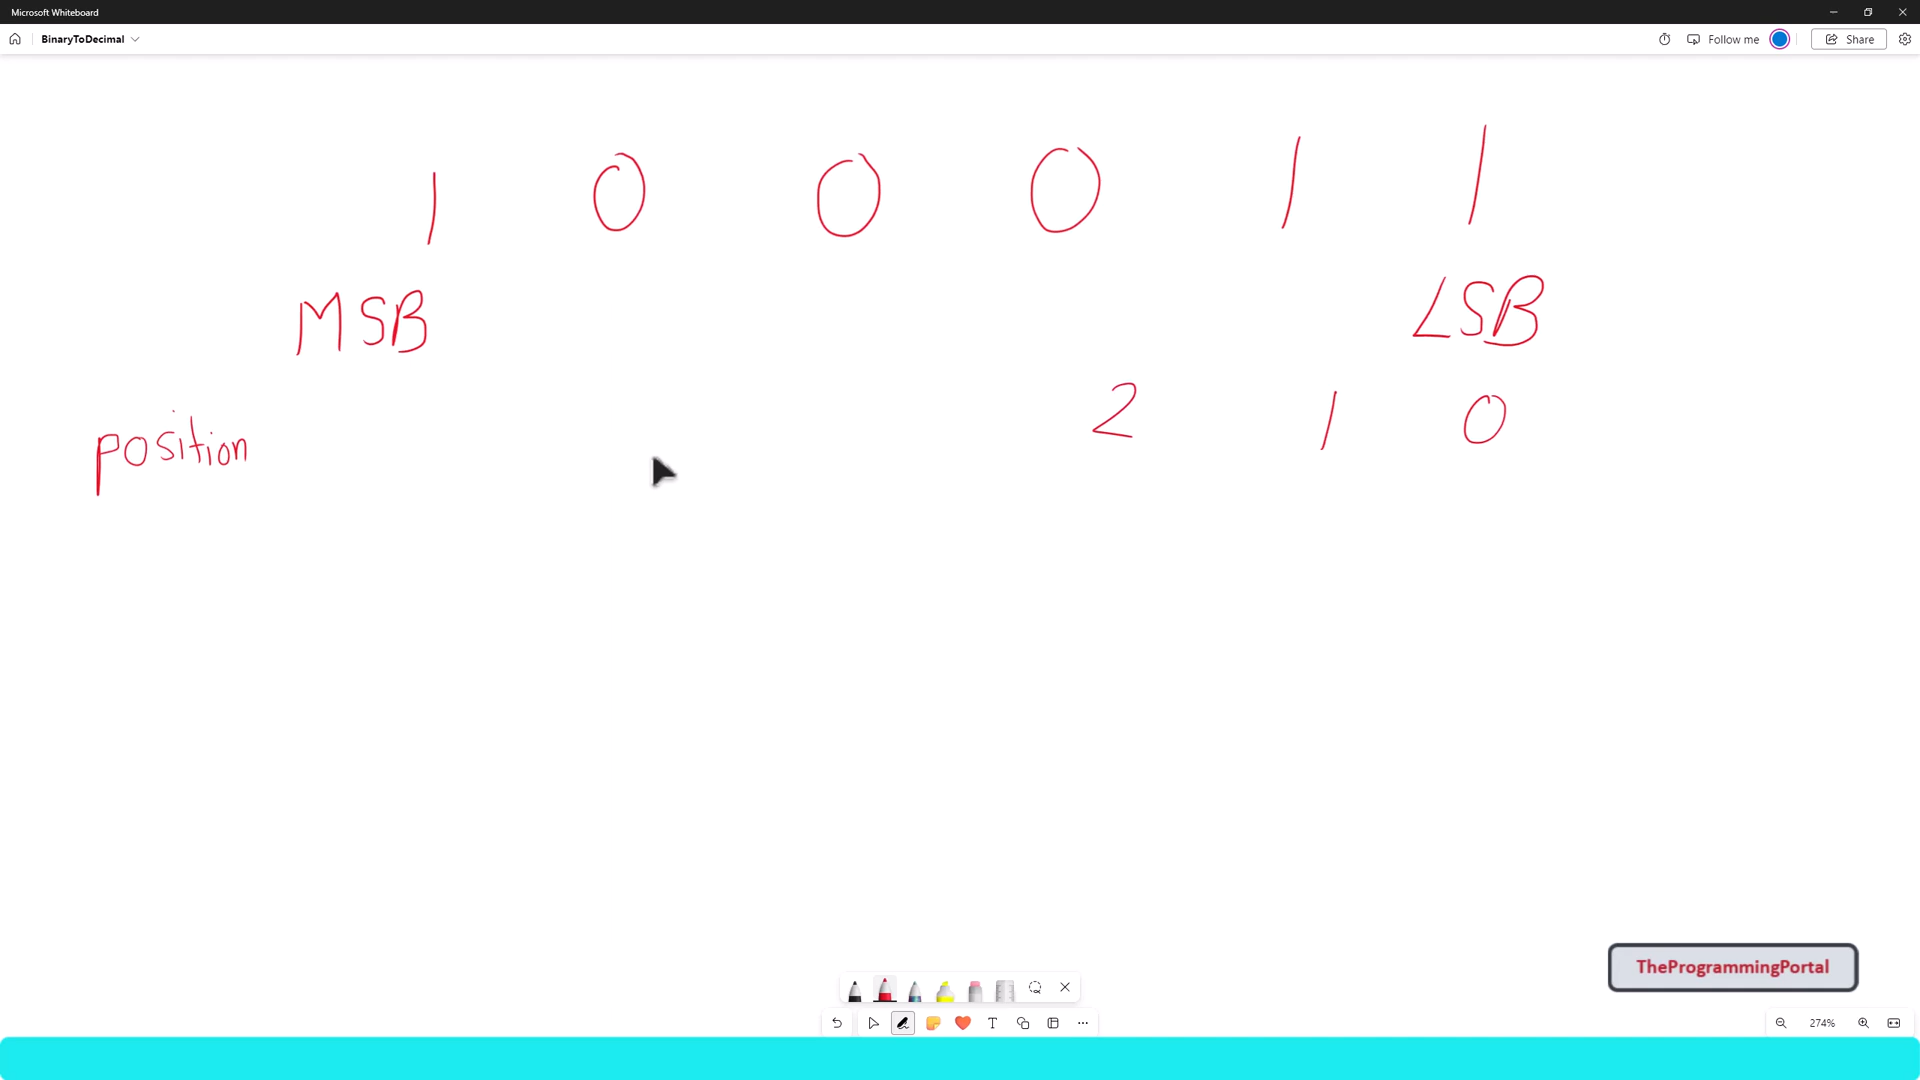 Microsoft Whiteboard
BinaryToDecimal
Follow me
Share
1 0 0 0 1 1
MSB LSB
position 2 1 0
TheProgrammingPortal
274%